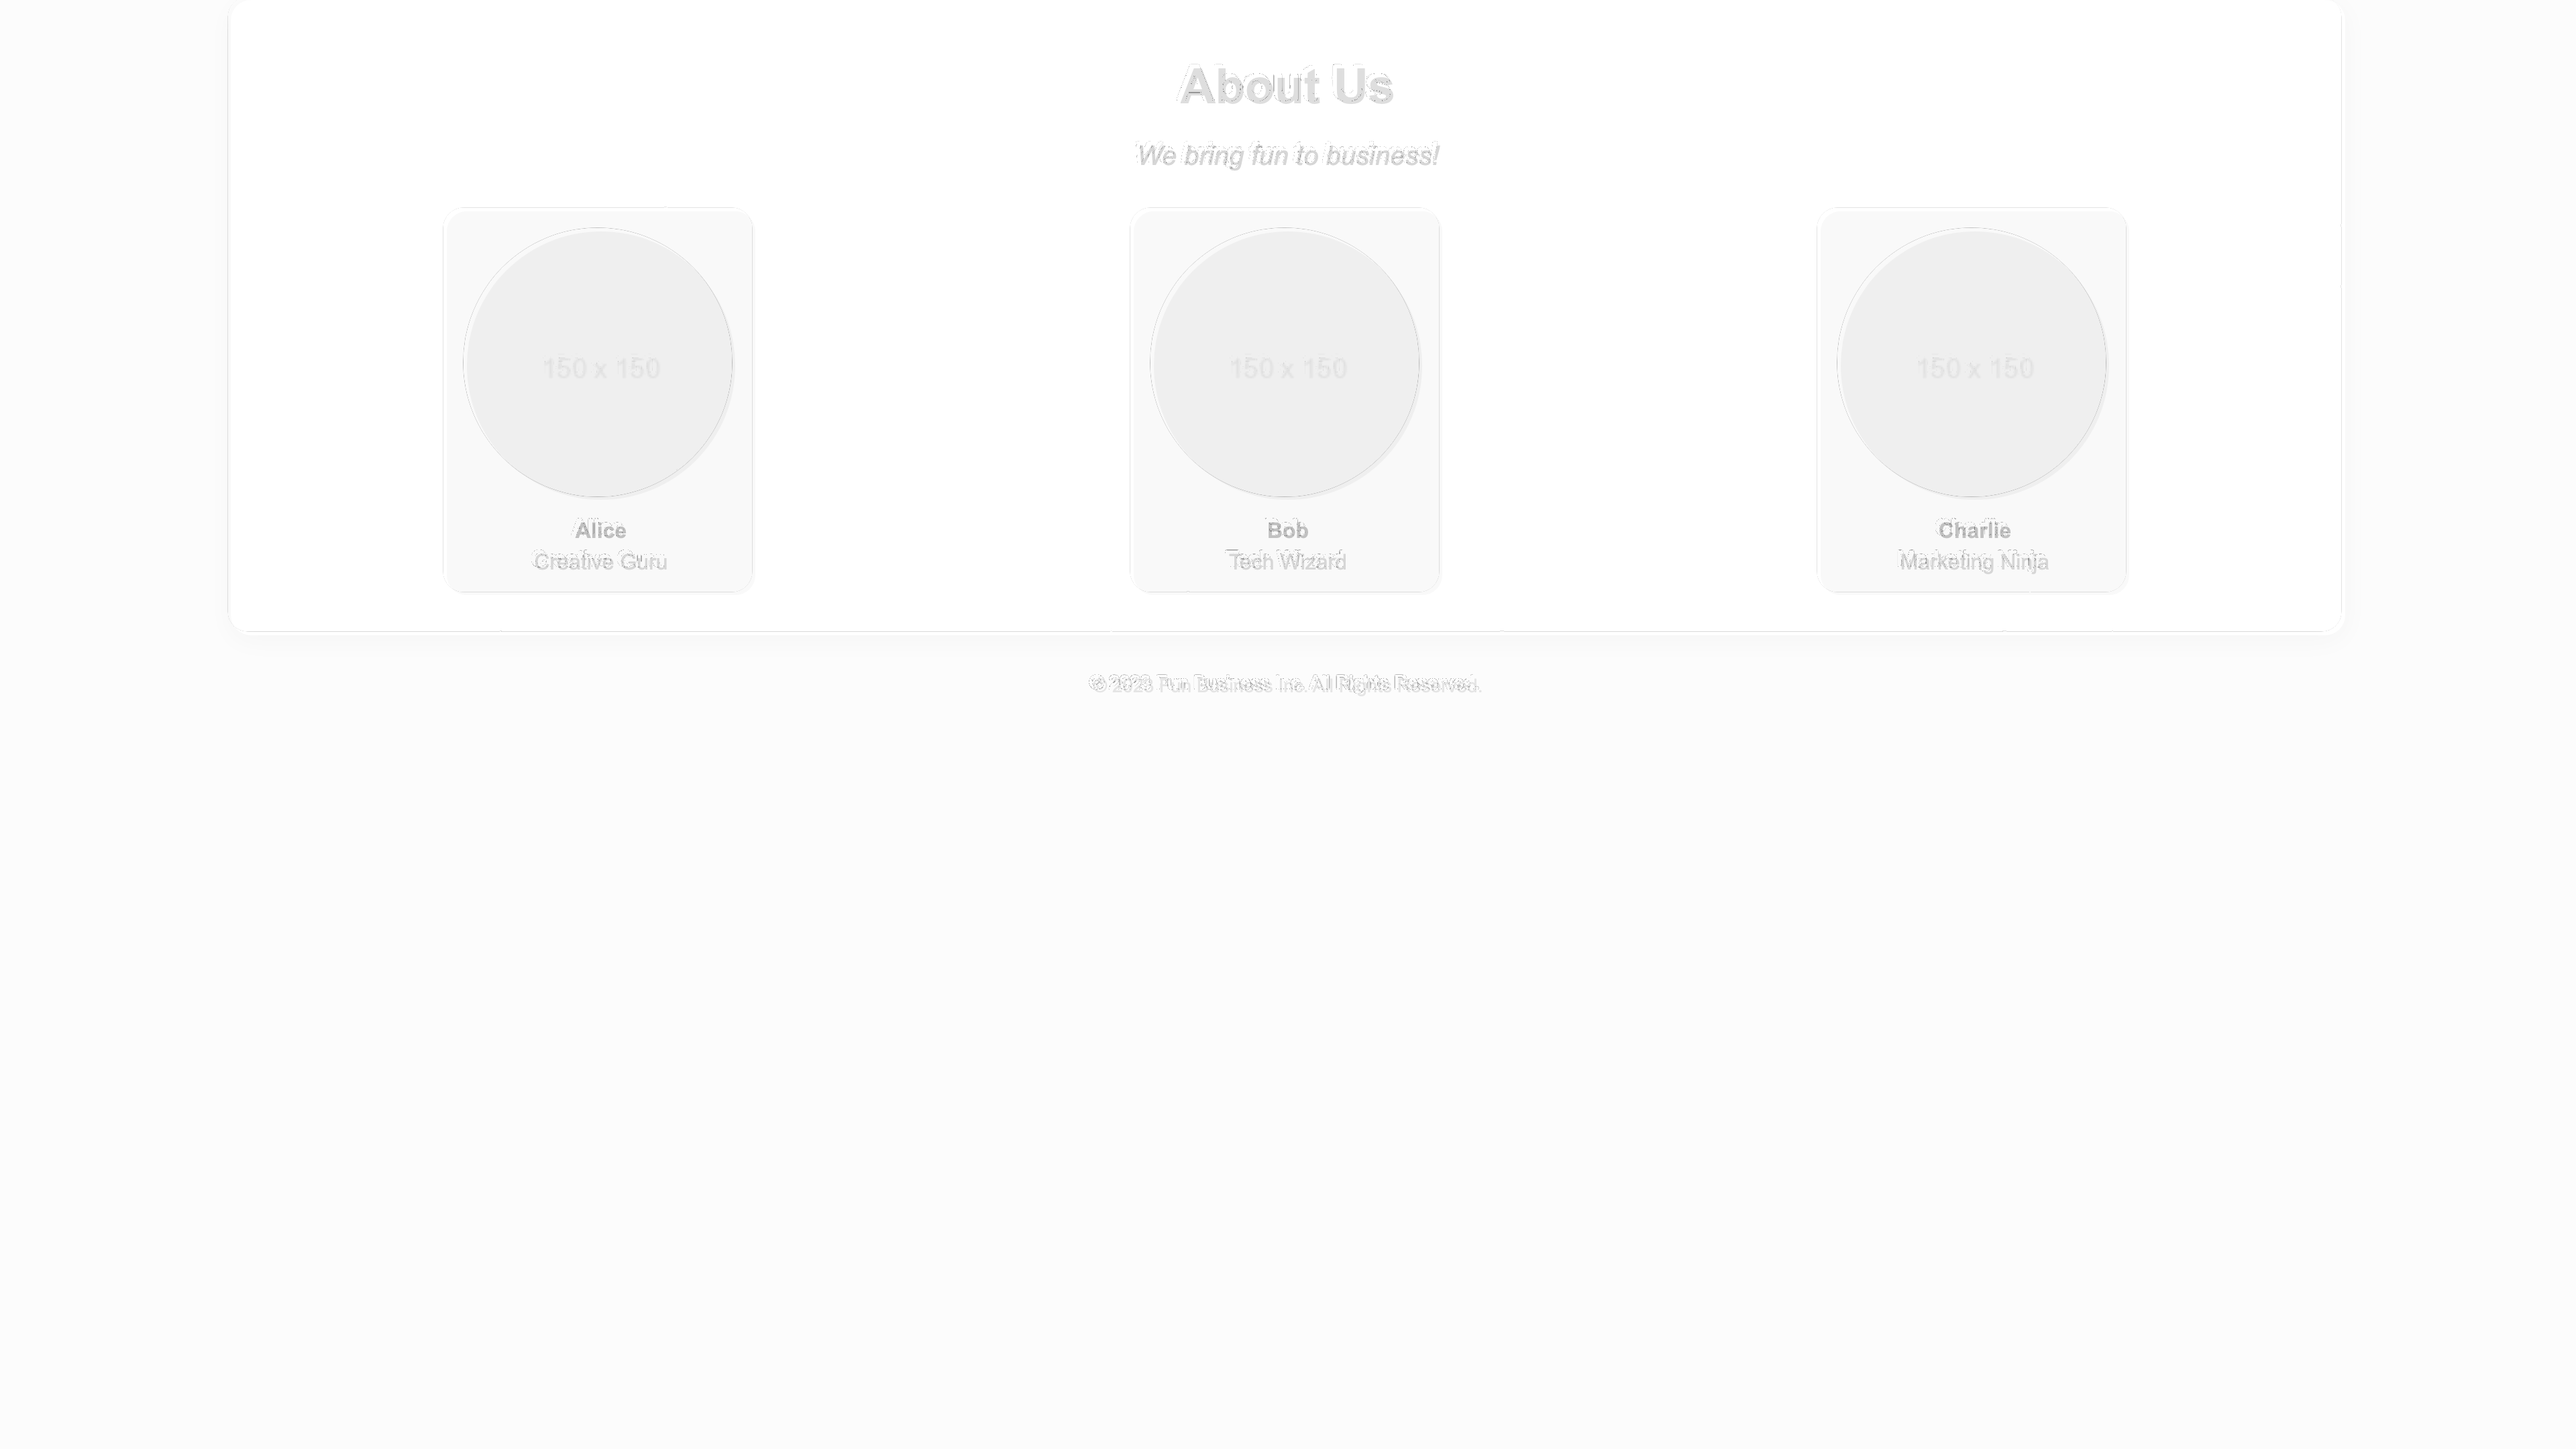 About Us
We bring fun to business!
150 x 150
150 x 150
150 x 150
Alice
Bob
Charlie
Creative Guru
Tech Wizard
Marketing Ninja
© 2023 Fun Business Inc. All Rights Reserved.